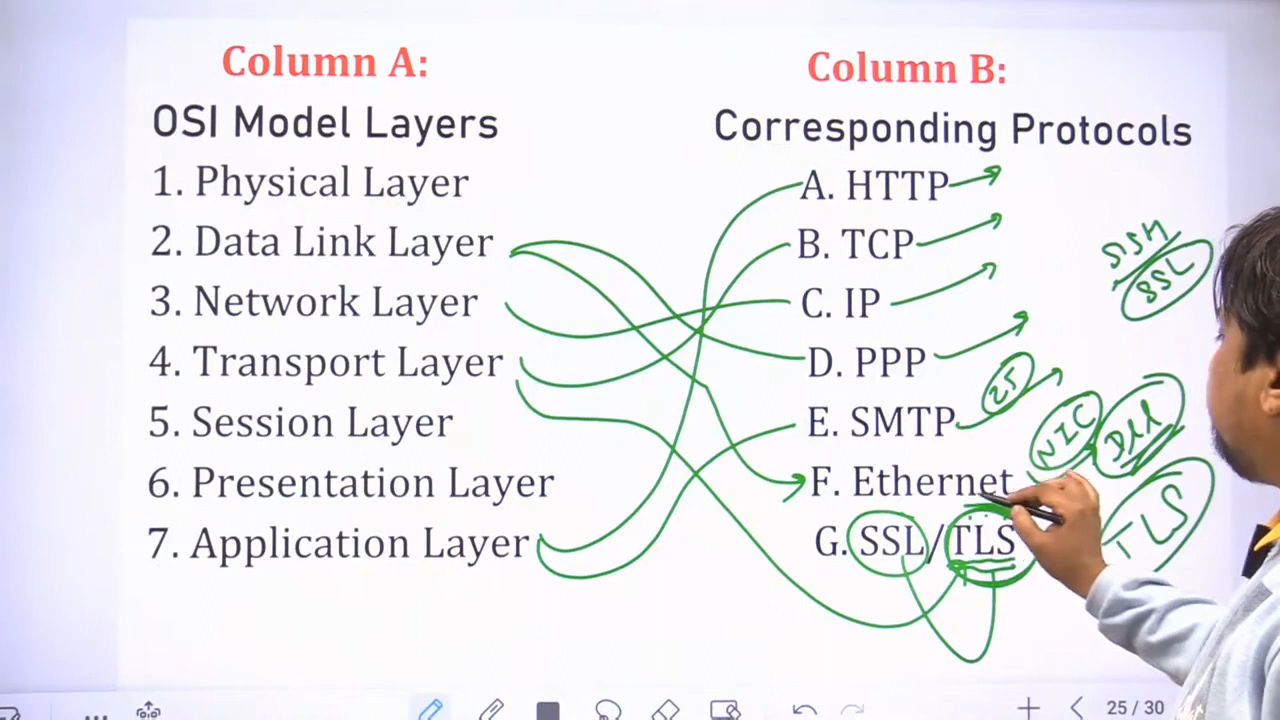 Column A:
OSI Model Layers
1. Physical Layer
2. Data Link Layer
3. Network Layer
4. Transport Layer
5. Session Layer
6. Presentation Layer
7. Application Layer
Column B:
Corresponding Protocols
A. HTTP
B. TCP
C. IP
D. PPP
E. SMTP
F. Ethernet
G. SSL/TLS
SSL
25
NIC
TLS
25 / 30